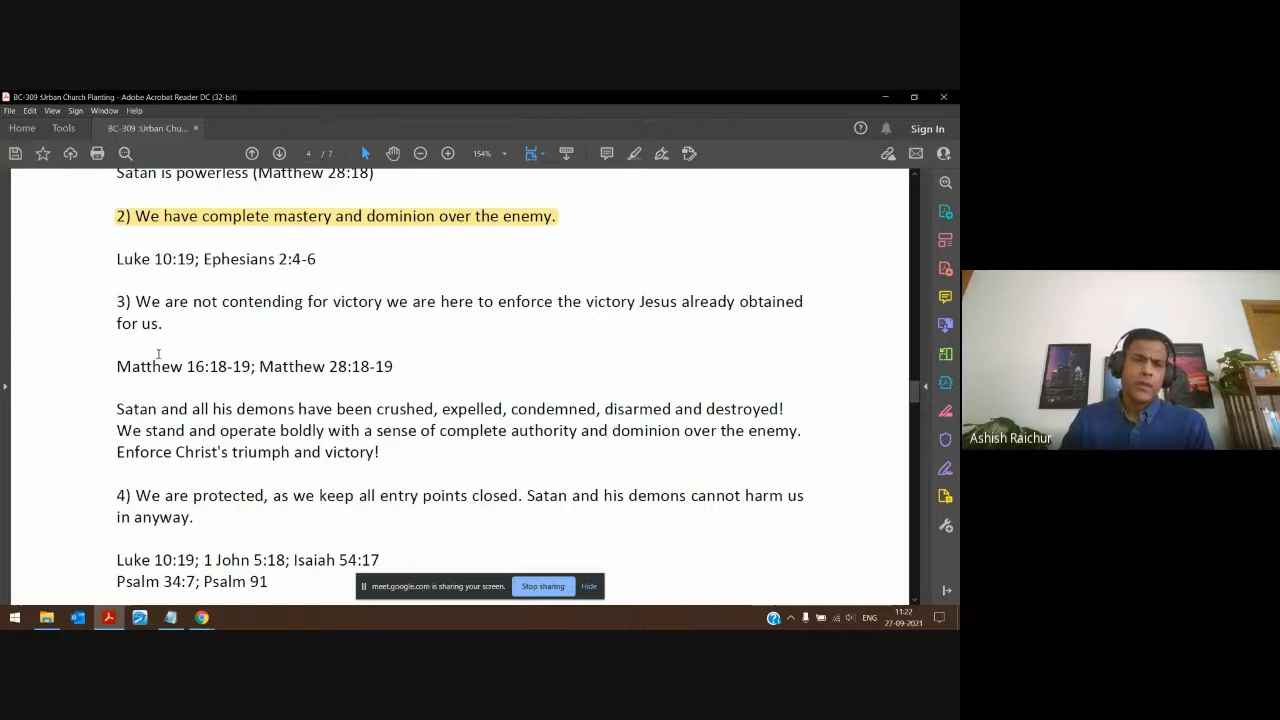 BC-309 :Urban Church Planting - Adobe Acrobat Reader DC (32-bit)
File Edit View Sign Window Help
Home Tools BC-309 :Urban Chu... × Sign In
4 / 7 154%
Satan is powerless (Matthew 28:18)
2) We have complete mastery and dominion over the enemy.
Luke 10:19; Ephesians 2:4-6
3) We are not contending for victory we are here to enforce the victory Jesus already obtained
for us.
Matthew 16:18-19; Matthew 28:18-19
Satan and all his demons have been crushed, expelled, condemned, disarmed and destroyed!
We stand and operate boldly with a sense of complete authority and dominion over the enemy.
Enforce Christ's triumph and victory!
4) We are protected, as we keep all entry points closed. Satan and his demons cannot harm us
in anyway.
Luke 10:19; 1 John 5:18; Isaiah 54:17
Psalm 34:7; Psalm 91
meet.google.com is sharing your screen. Stop sharing Hide
Ashish Raichur
ENG
11:22
27-09-2021